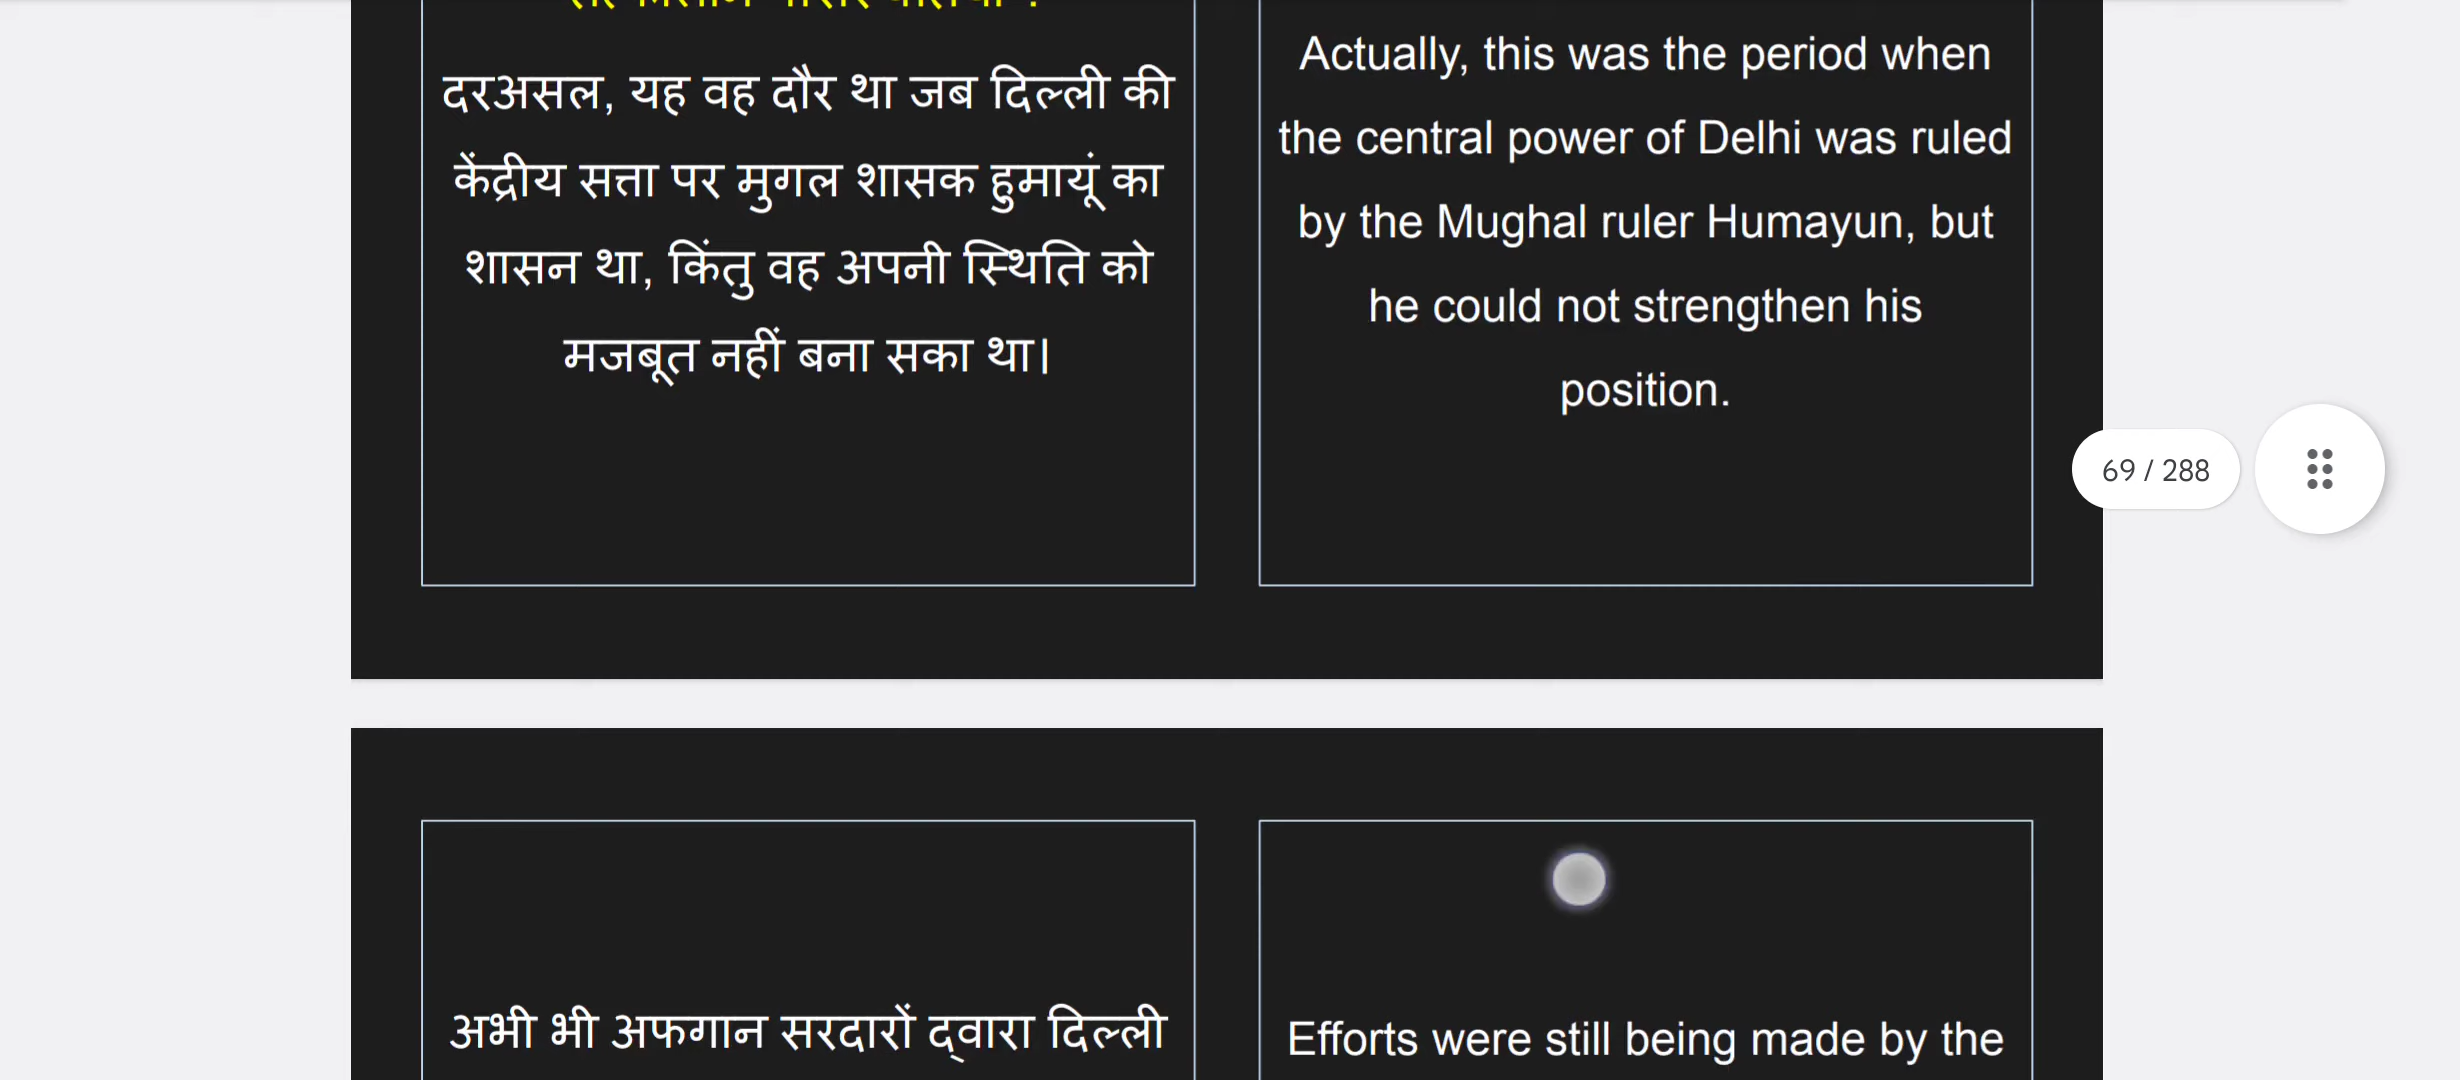 दरअसल, यह वह दौर था जब दिल्ली की
केंद्रीय सत्ता पर मुगल शासक हुमायूं का
शासन था, किंतु वह अपनी स्थिति को
मजबूत नहीं बना सका था।
Actually, this was the period when
the central power of Delhi was ruled
by the Mughal ruler Humayun, but
he could not strengthen his
position.
69 / 288
अभी भी अफगान सरदारों द्वारा दिल्ली
Efforts were still being made by the